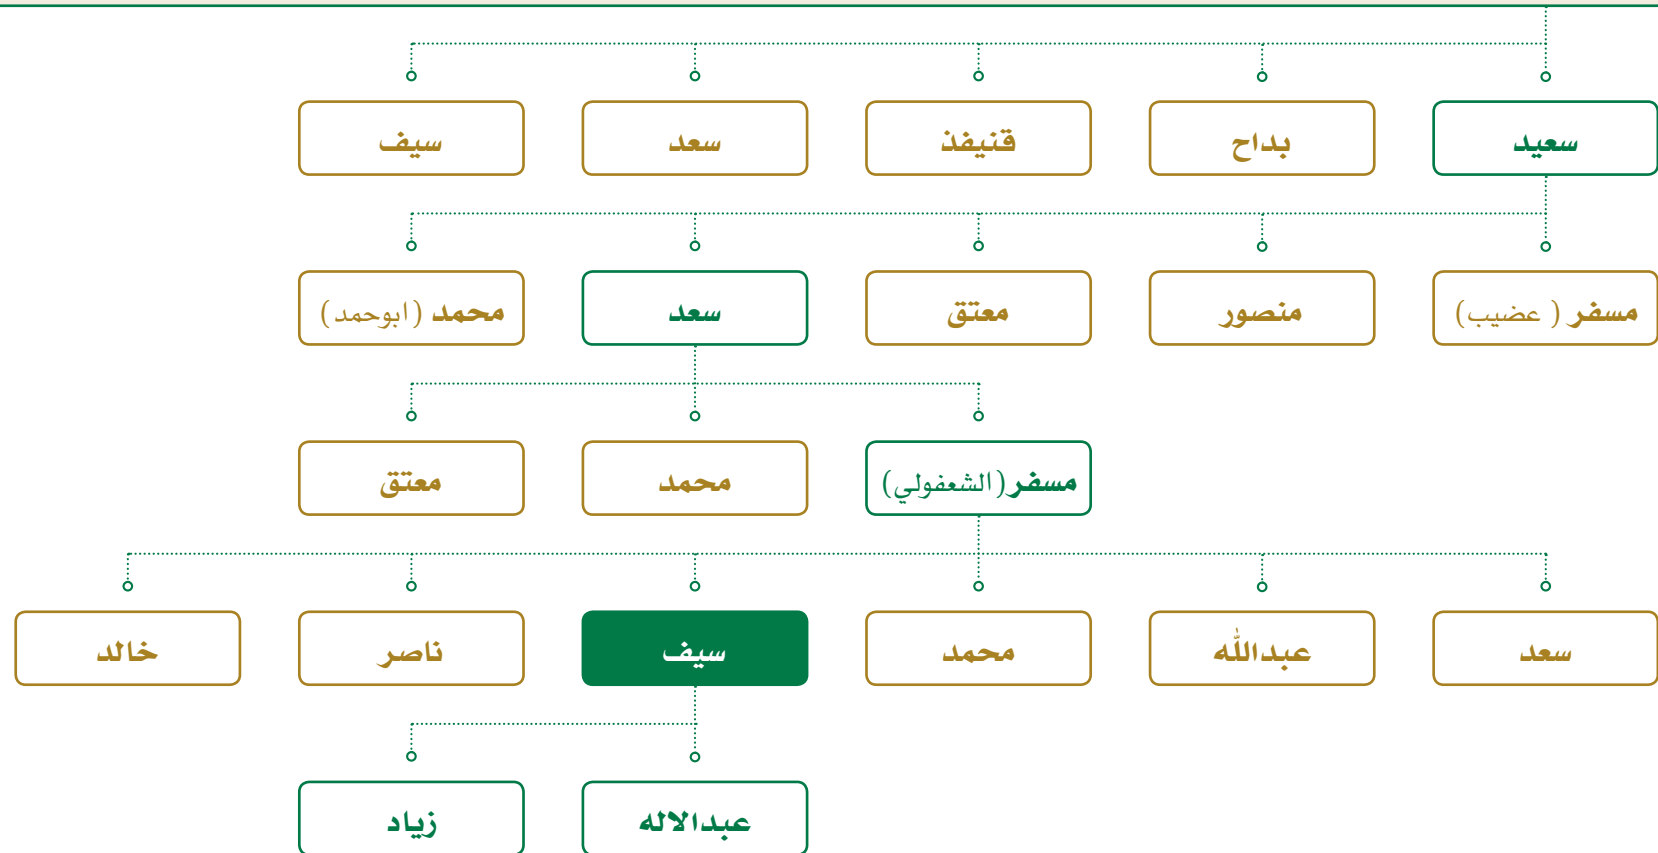 سعيد
بداح
قنيفذ
سعد
سيف
مسفر ( عضيب)
منصور
معتق
سعد
محمد (ابوحمد)
مسفر(الشعفولي)
محمد
معتق
سعد
عبدالله
محمد
سيف
ناصر
خالد
عبدالاله
زياد